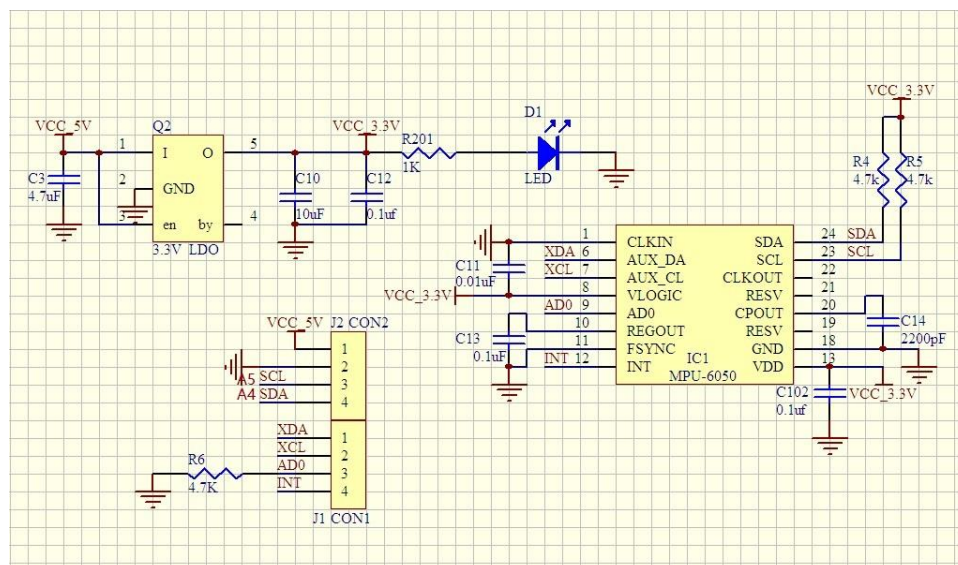 VCC_5V
Q2
1
I
O
5
2
GND
3
en
by
4
3.3V LDO
C3
4.7uF
VCC_3.3V
R201
1K
C10
10uF
C12
0.1uf
D1
LED
VCC_3.3V
R4
4.7k
R5
4.7k
1
CLKIN
XDA 6
AUX_DA
XCL 7
AUX_CL
8
VLOGIC
AD0 9
AD0
10
REGOUT
11
FSYNC
INT 12
INT
SDA
24 SDA
SCL
23 SCL
CLKOUT
22
RESV
21
CPOUT
20
RESV
19
GND
18
VDD
13
IC1
MPU-6050
C11
0.01uF
VCC_3.3V
C13
0.1uF
C14
2200pF
C102
0.1uf
VCC_3.3V
VCC_5V
J2 CON2
1
2
A5 SCL
3
A4 SDA
4
XDA
1
XCL
2
AD0
3
INT
4
R6
4.7K
J1 CON1